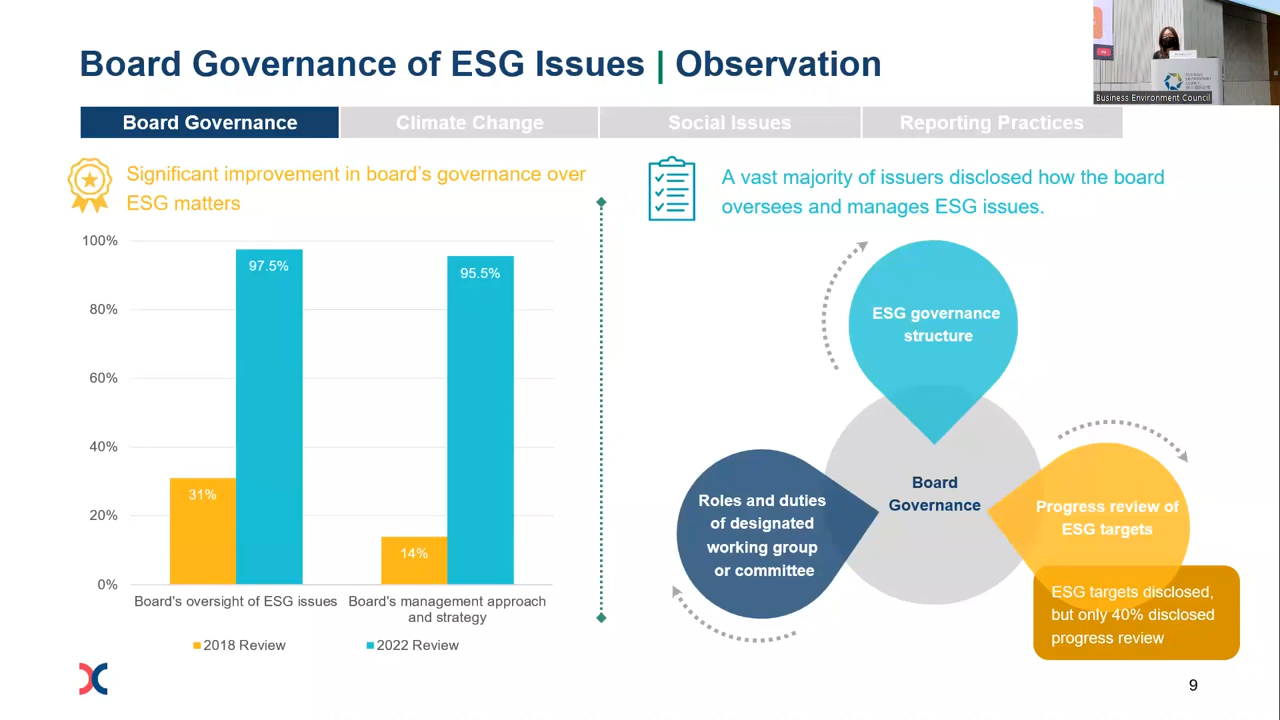 Board Governance of ESG Issues | Observation
Business Environment Council
Board Governance
Climate Change
Social Issues
Reporting Practices
Significant improvement in board's governance over
ESG matters
100%
80%
60%
40%
20%
0%
97.5%
95.5%
31%
14%
Board's oversight of ESG issues
Board's management approach
and strategy
2018 Review
2022 Review
A vast majority of issuers disclosed how the board
oversees and manages ESG issues.
ESG governance
structure
Board
Governance
Roles and duties
of designated
working group
or committee
Progress review of
ESG targets
ESG targets disclosed,
but only 40% disclosed
progress review
9